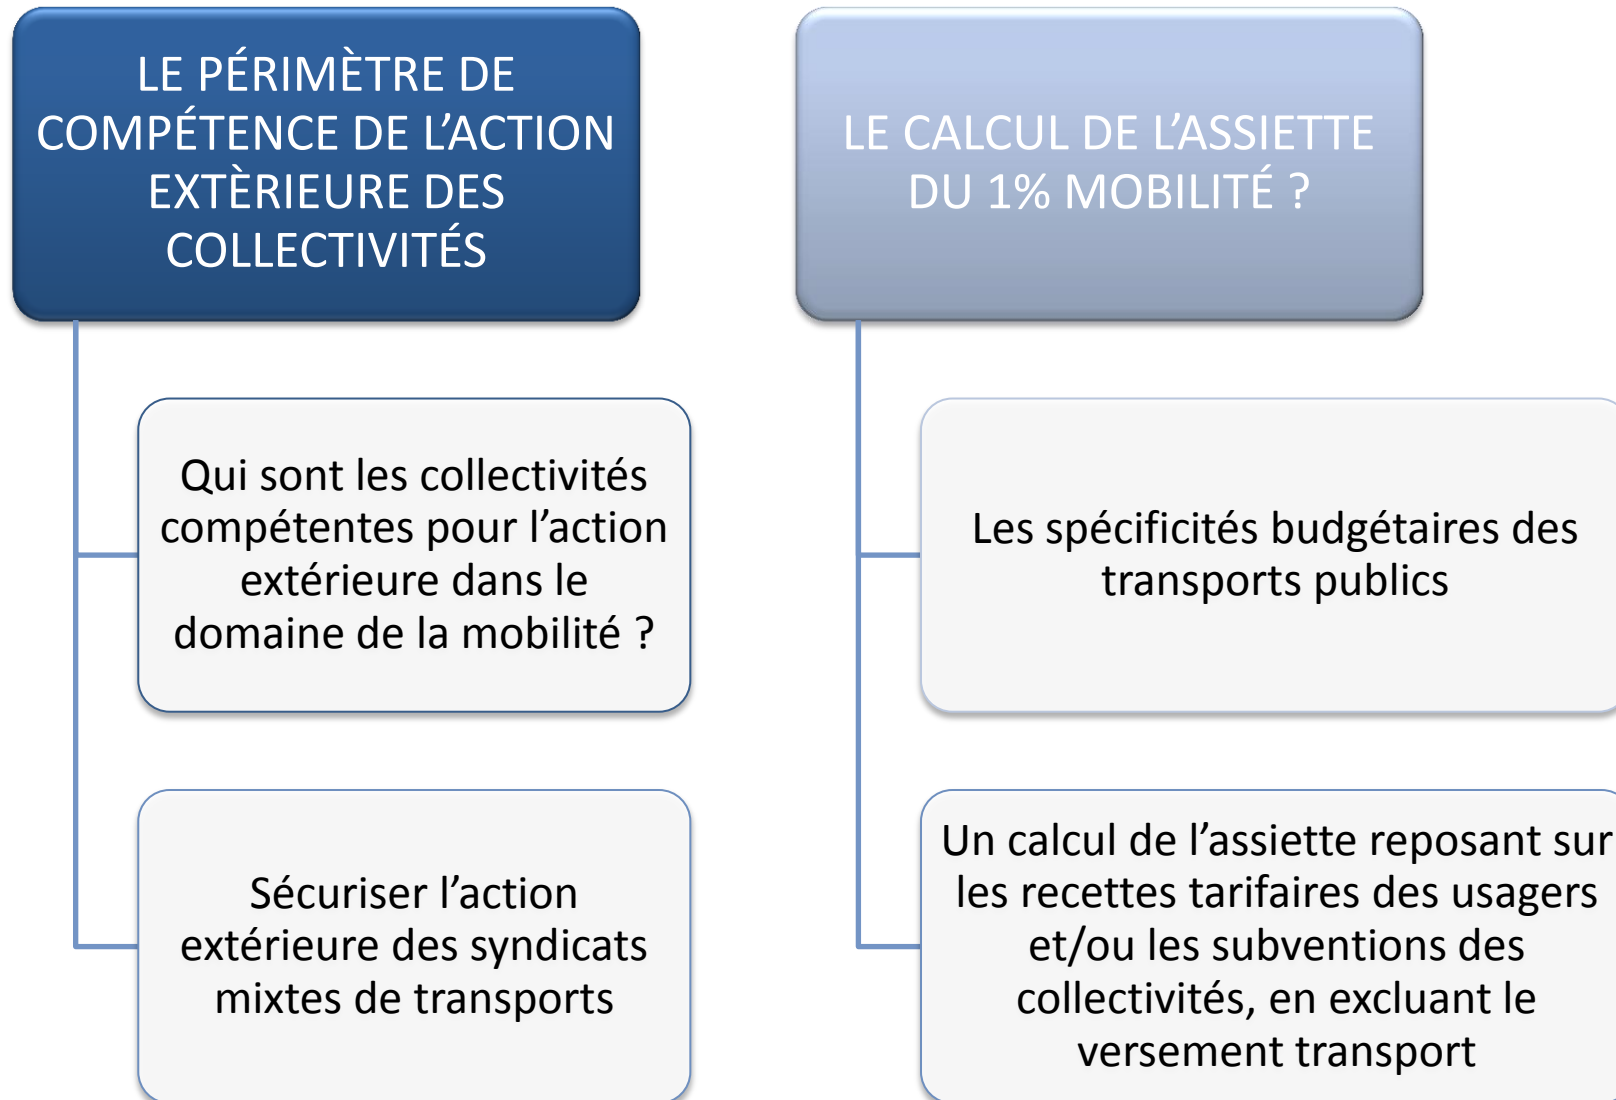 LE PÉRIMÈTRE DE
COMPÉTENCE DE L’ACTION
EXTÈRIEURE DES
COLLECTIVITÉS
Qui sont les collectivités
compétentes pour l’action
extérieure dans le
domaine de la mobilité ?
Sécuriser l’action
extérieure des syndicats
mixtes de transports
LE CALCUL DE L’ASSIETTE
DU 1% MOBILITÉ ?
Les spécificités budgétaires des
transports publics
Un calcul de l’assiette reposant sur
les recettes tarifaires des usagers
et/ou les subventions des
collectivités, en excluant le
versement transport